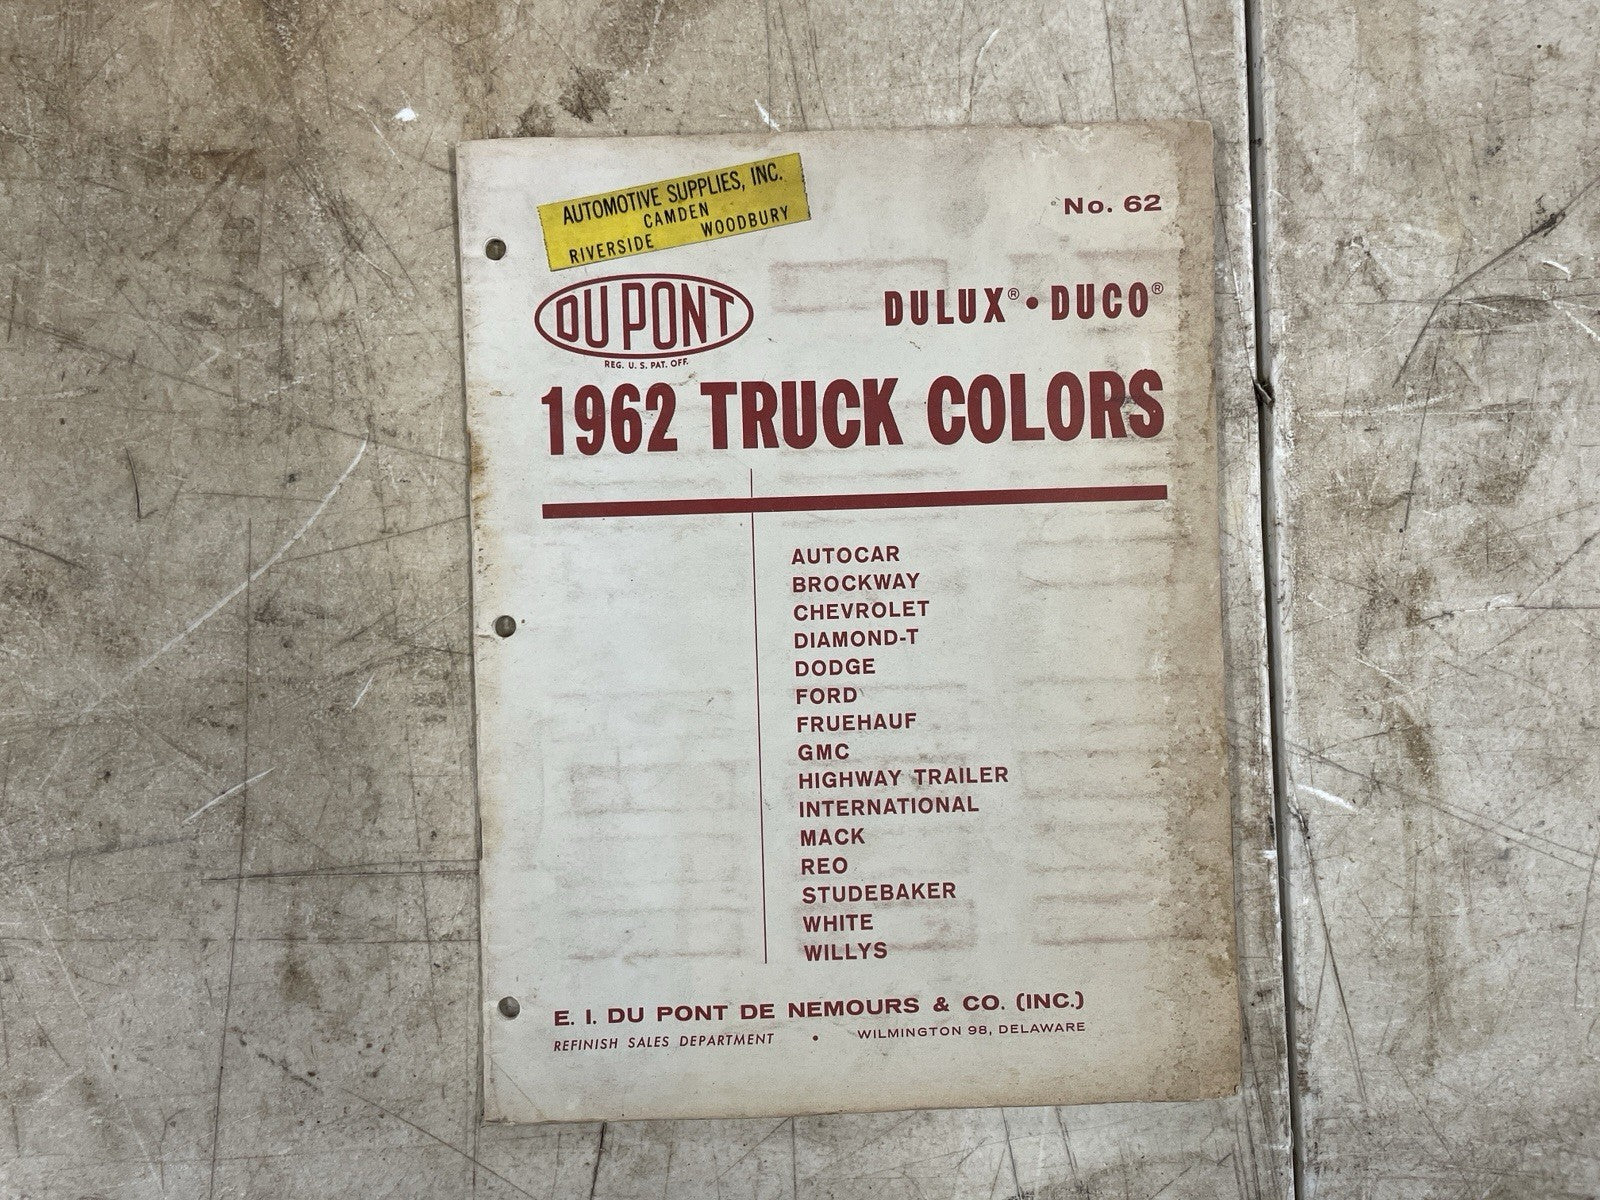 AUTOMOTIVE SUPPLIES, INC.
CAMDEN
RIVERSIDE WOODBURY
No. 62
DU PONT
REG. U. S. PAT. OFF.
DULUX® • DUCO®
1962 TRUCK COLORS
AUTOCAR
BROCKWAY
CHEVROLET
DIAMOND-T
DODGE
FORD
FRUEHAUF
GMC
HIGHWAY TRAILER
INTERNATIONAL
MACK
REO
STUDEBAKER
WHITE
WILLYS
E. I. DU PONT DE NEMOURS & CO. (INC.)
REFINISH SALES DEPARTMENT • WILMINGTON 98, DELAWARE